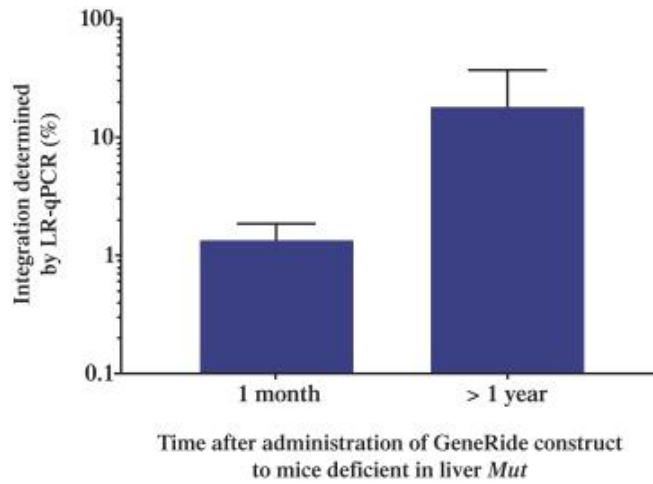 100
10
1
0.1
Integration determined
by LR-qPCR (%)
1 month
> 1 year
Time after administration of GeneRide construct
to mice deficient in liver Mut